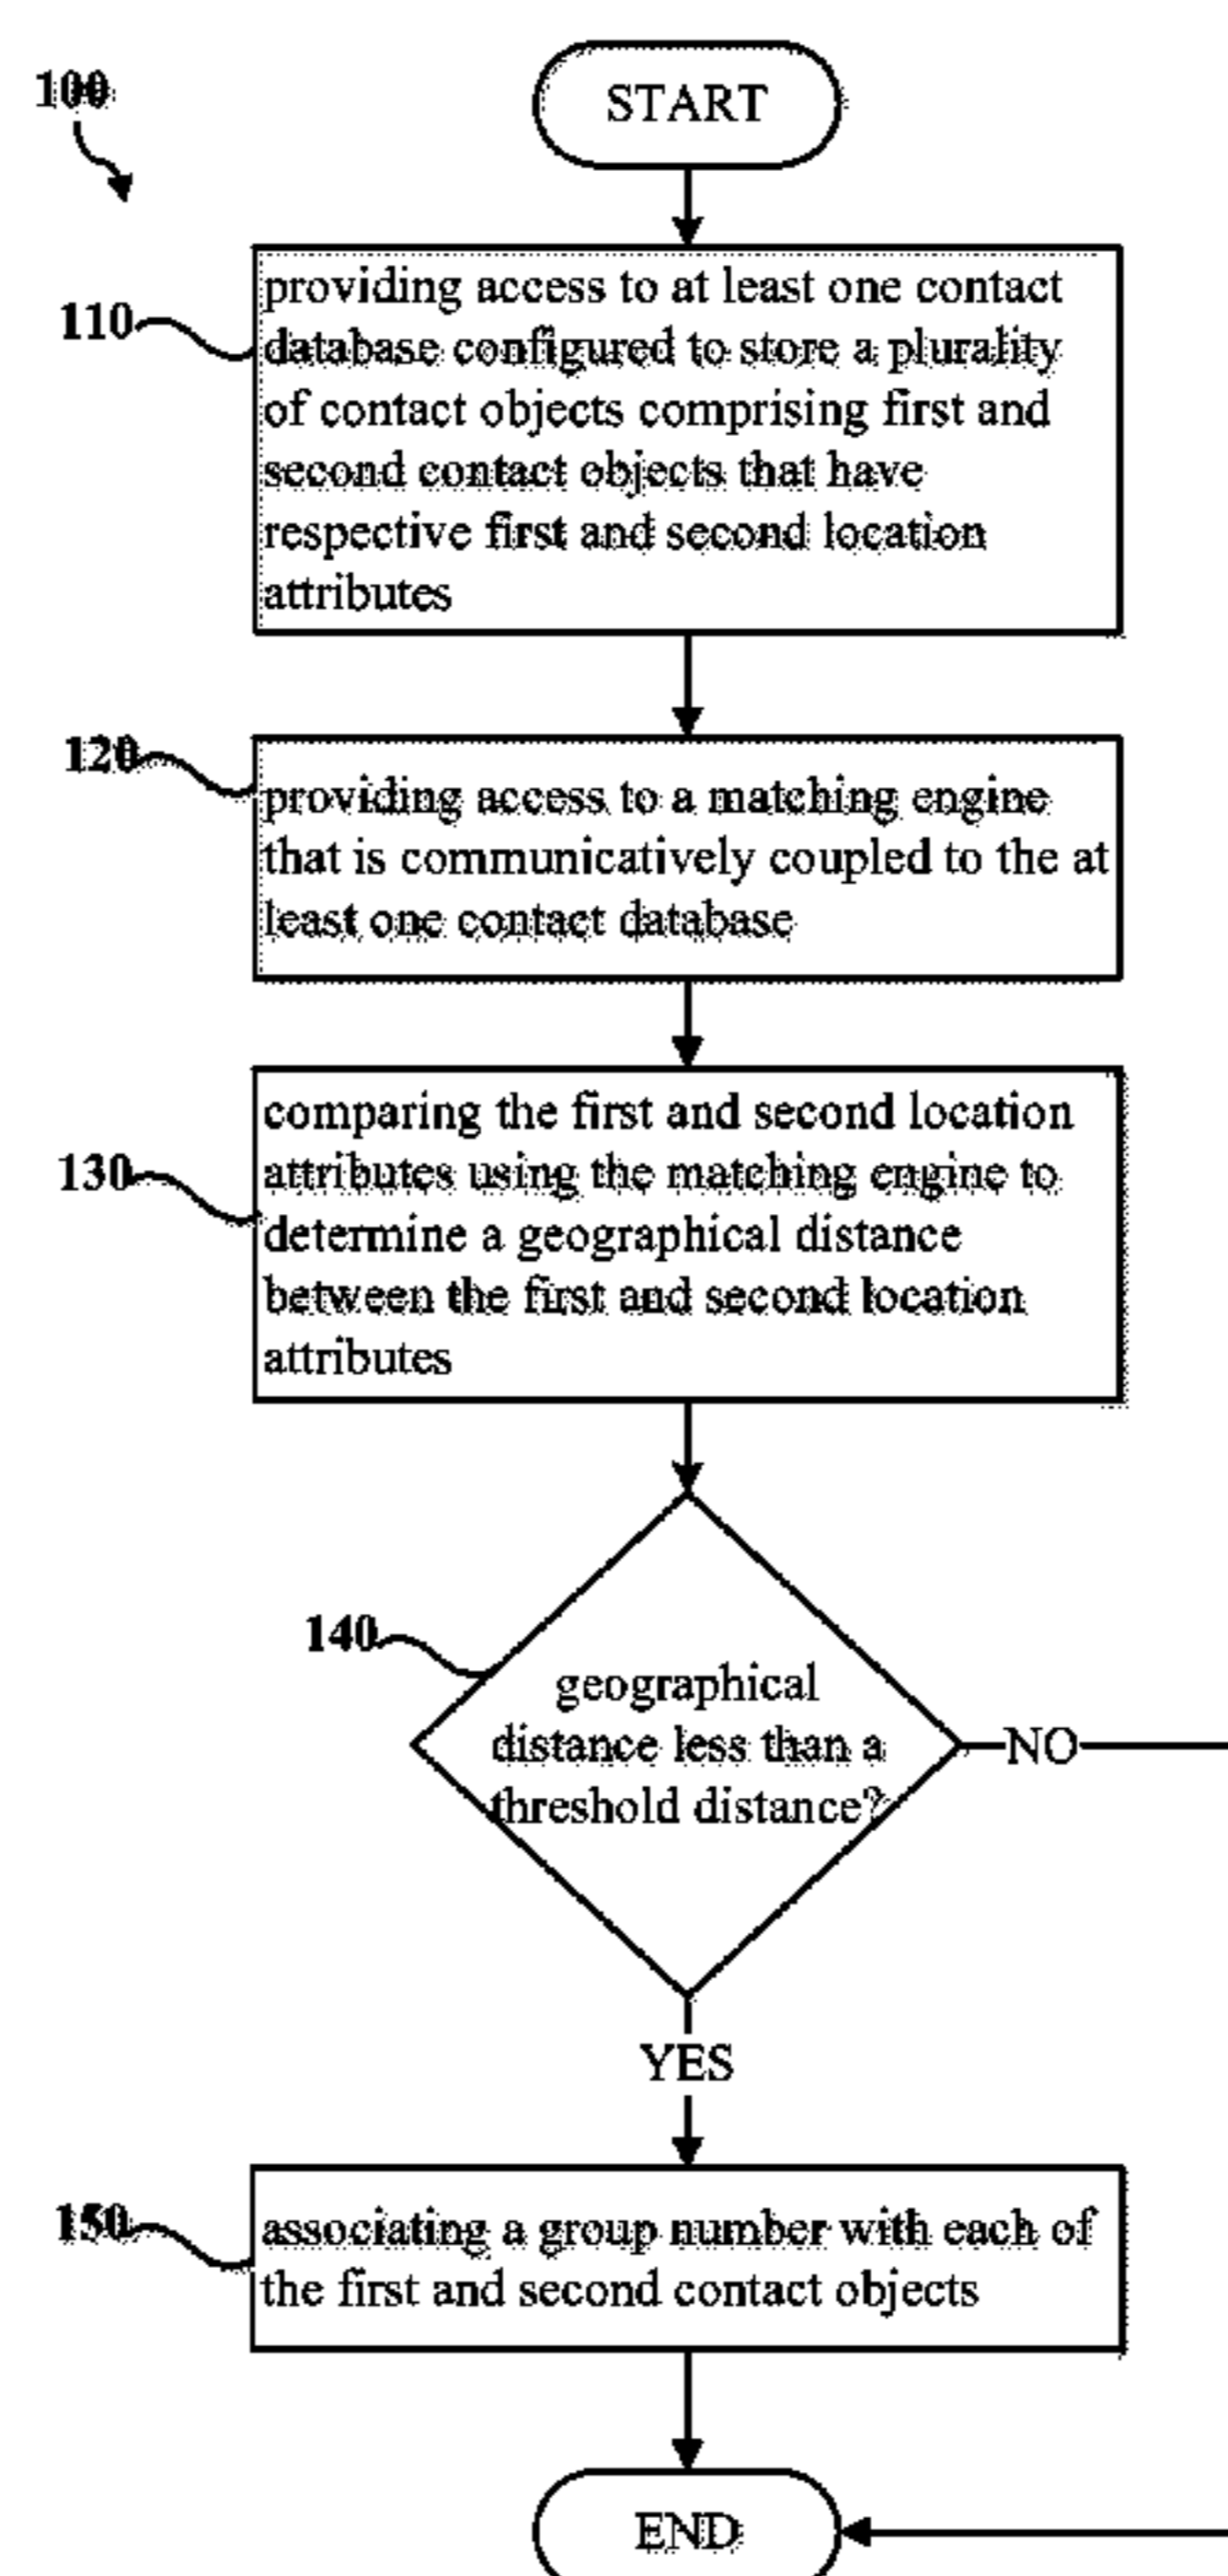 100
START
110
providing access to at least one contact
database configured to store a plurality
of contact objects comprising first and
second contact objects that have
respective first and second location
attributes
120
providing access to a matching engine
that is communicatively coupled to the at
least one contact database
130
comparing the first and second location
attributes using the matching engine to
determine a geographical distance
between the first and second location
attributes
140
geographical
distance less than a
threshold distance?
NO
YES
150
associating a group number with each of
the first and second contact objects
END